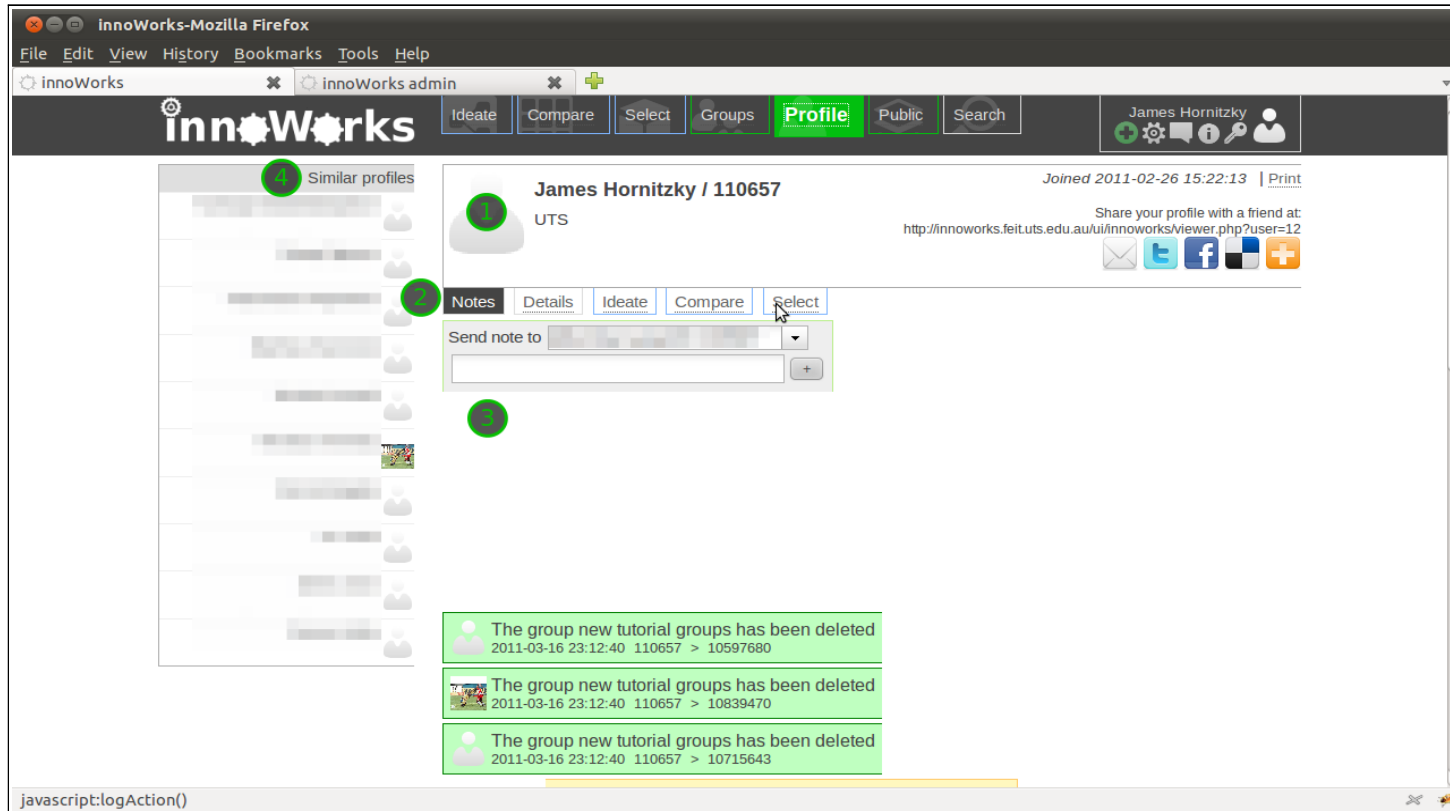 innoWorks-Mozilla Firefox
File Edit View History Bookmarks Tools Help
innoWorks
innoWorks admin
innoWorks
Ideate
Compare
Select
Groups
Profile
Public
Search
James Hornitzky
4
Similar profiles
1
James Hornitzky / 110657
UTS
Joined 2011-02-26 15:22:13 | Print
Share your profile with a friend at:
http://innoworks.feit.uts.edu.au/ui/innoworks/viewer.php?user=12
2
Notes
Details
Ideate
Compare
Select
Send note to
+
3
The group new tutorial groups has been deleted
2011-03-16 23:12:40 110657 > 10597680
The group new tutorial groups has been deleted
2011-03-16 23:12:40 110657 > 10839470
The group new tutorial groups has been deleted
2011-03-16 23:12:40 110657 > 10715643
javascript:logAction()